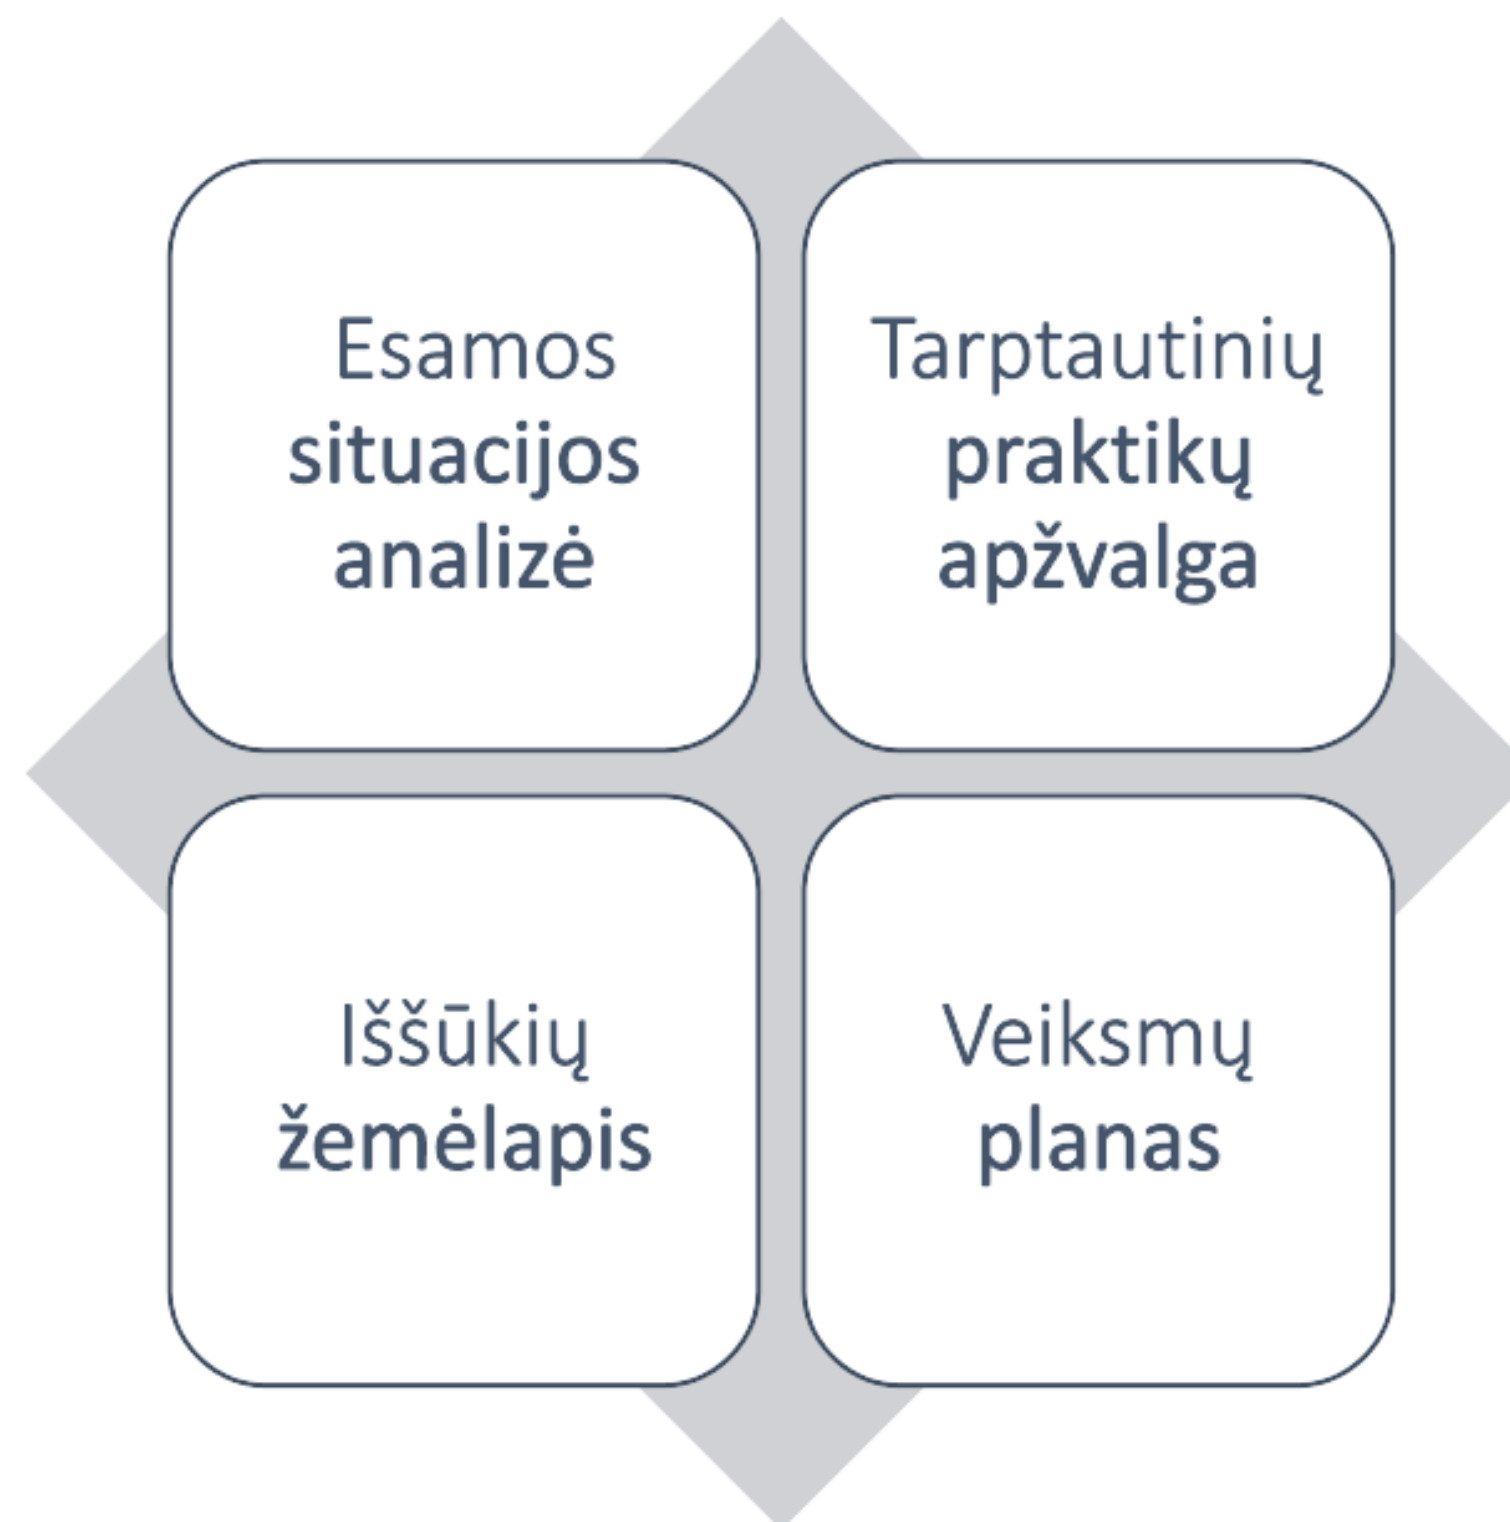 Esamos
situacijos
analizė
Tarptautinių
praktikų
apžvalga
Iššūkių
žemėlapis
Veiksmų
planas